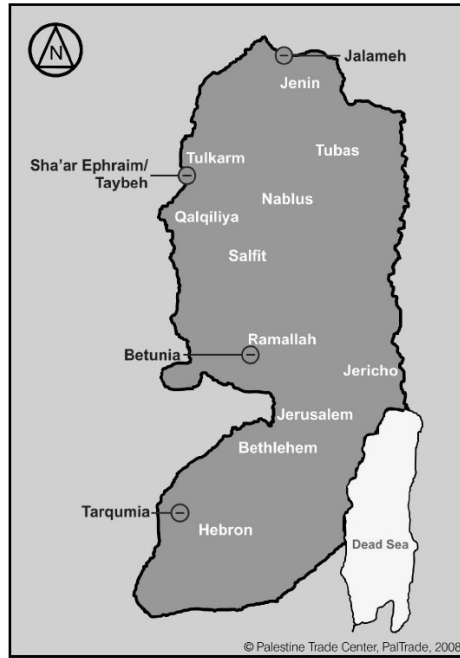 Jalameh
Jenin
Tubas
Tulkarm
Sha'ar Ephraim/
Taybeh
Nablus
Qalqiliya
Salfit
Ramallah
Betunia
Jericho
Jerusalem
Bethlehem
Tarqumia
Hebron
Dead Sea
© Palestine Trade Center, PalTrade, 2008